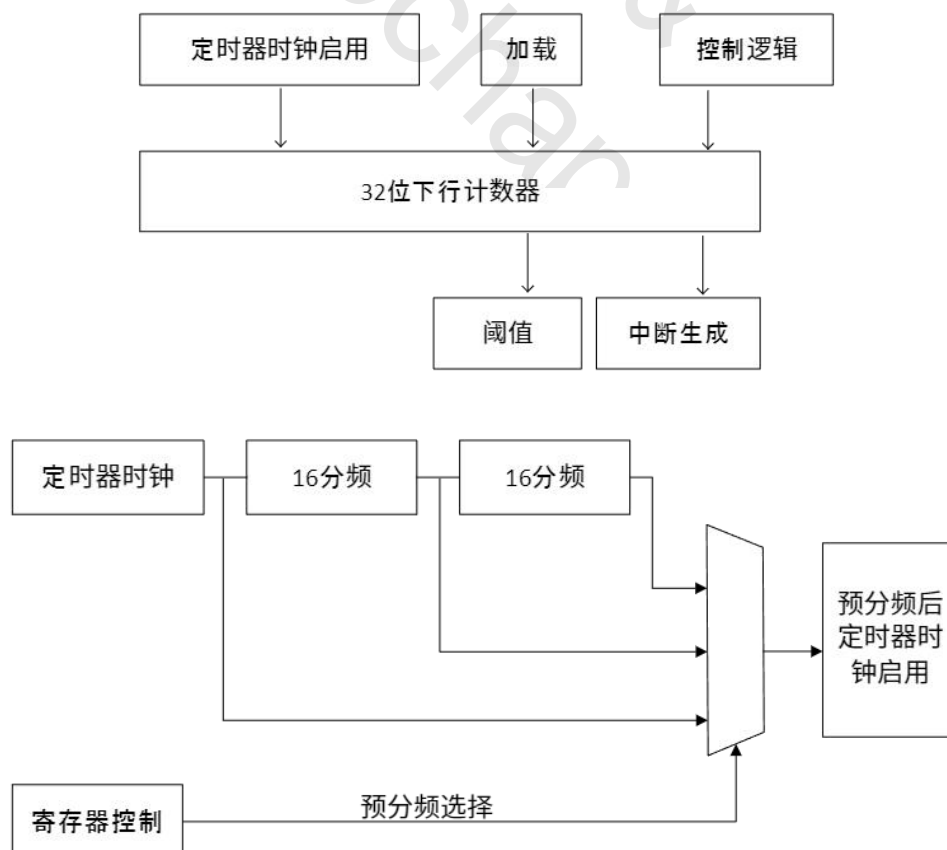 定时器时钟启用
加载
控制逻辑
32位下行计数器
阈值
中断生成
定时器时钟
16分频
16分频
预分频后
定时器时
钟启用
预分频选择
寄存器控制